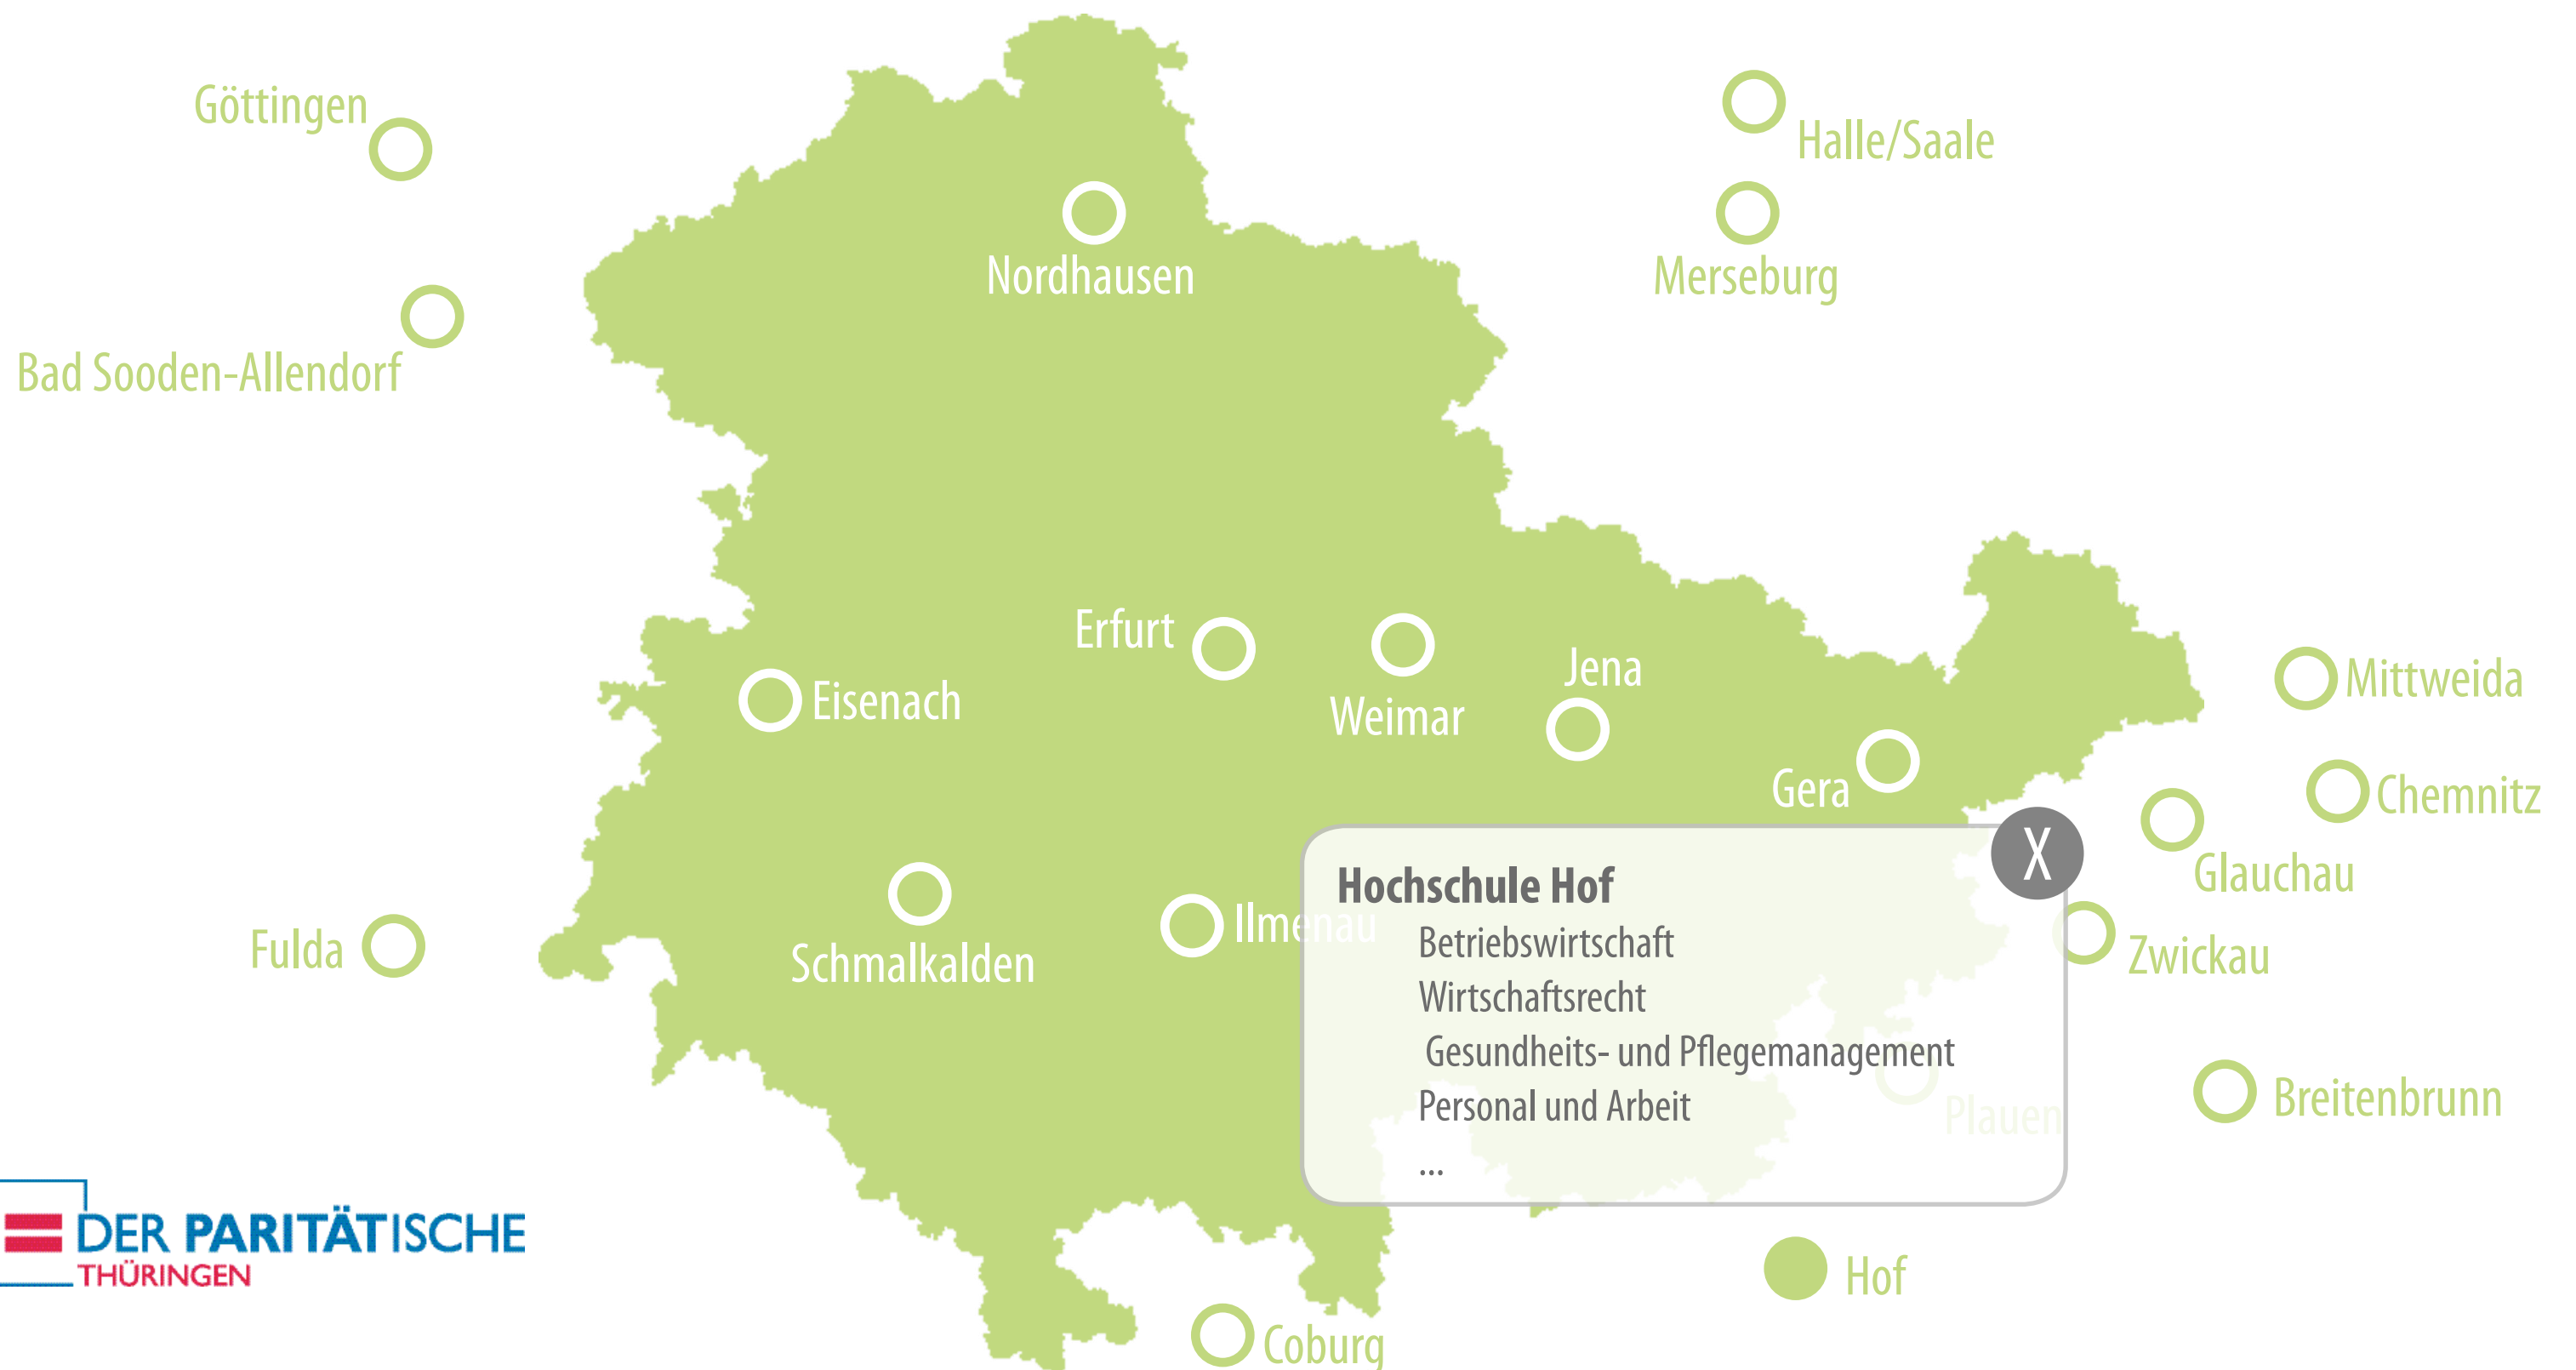 Göttingen
Halle/Saale
Nordhausen
Merseburg
Bad Sooden-Allendorf
Erfurt
Jena
Mittweida
Eisenach
Weimar
Gera
Chemnitz
X
Glauchau
Hochschule Hof
Betriebswirtschaft
Wirtschaftsrecht
Gesundheits- und Pflegemanagement
Personal und Arbeit
...
Ilmenau
Fulda
Schmalkalden
Zwickau
Plauen
Breitenbrunn
DER PARITÄTISCHE
THÜRINGEN
Hof
Coburg